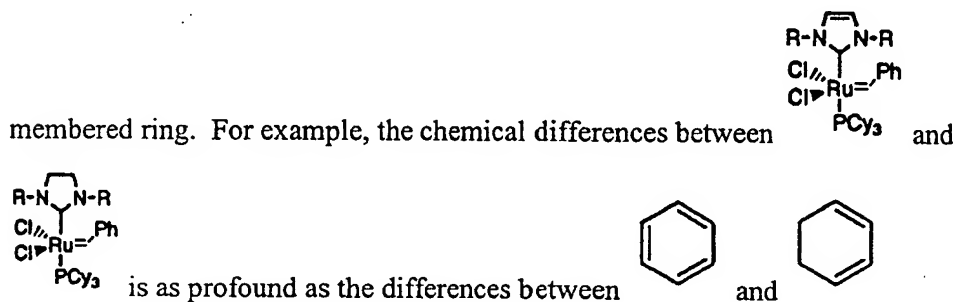 R-N N-R
Cl Ph
Cl Ru=
PCy3
membered ring. For example, the chemical differences between and
R-N N-R
Cl Ph
Cl Ru=
PCy3
is as profound as the differences between and